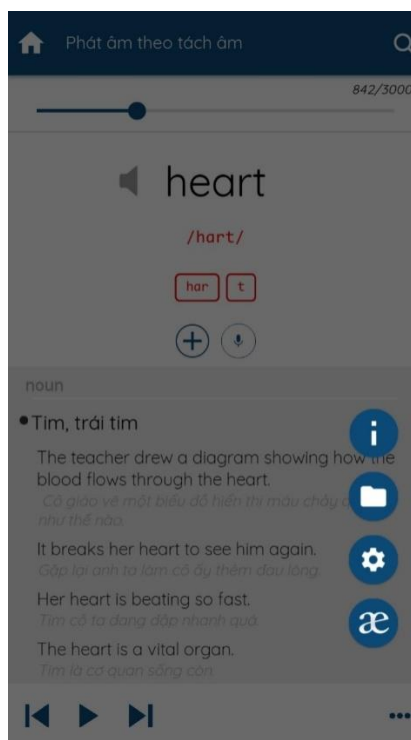 Phát âm theo tách âm
842/3000
heart
/hɑrt/
hɑr t
noun
Tim, trái tim
The teacher drew a diagram showing how the
blood flows through the heart.
Cô giáo vẽ một biểu đồ hiển thị máu chảy
như thế nào.
It breaks her heart to see him again.
Gặp lại anh ta làm cô ấy thêm đau lòng.
Her heart is beating so fast.
Tim cô ta đang đập nhanh quá.
The heart is a vital organ.
Tim là cơ quan sống còn.
æ